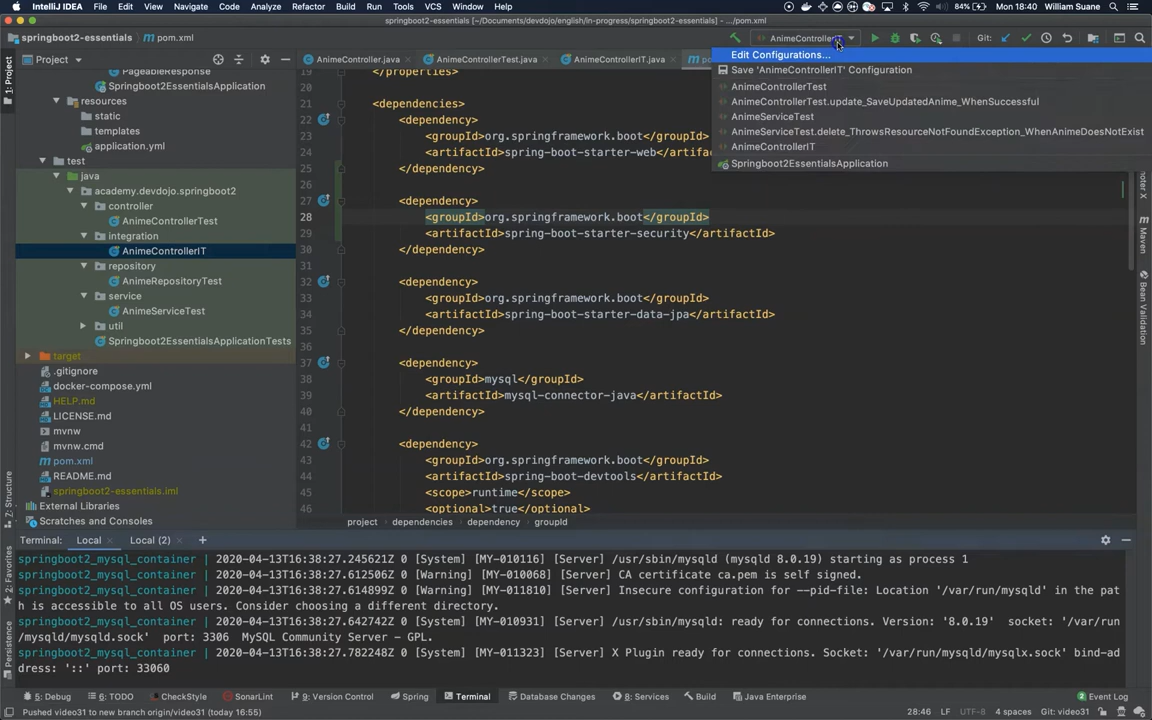 IntelliJ IDEA File Edit View Navigate Code Analyze Refactor Build Run Tools VCS Window Help 84% Mon 18:40 William Suane
springboot2-essentials [~/Documents/devdojo/english/in-progress/springboot2-essentials] - .../pom.xml
springboot2-essentials pom.xml AnimeControllerIT Git:
Project AnimeController.java AnimeControllerTest.java AnimeControllerIT.java
Edit Configurations...
Save 'AnimeControllerIT' Configuration
AnimeControllerTest
AnimeControllerTest.update_SaveUpdatedAnime_WhenSuccessful
AnimeServiceTest
AnimeServiceTest.delete_ThrowsResourceNotFoundException_WhenAnimeDoesNotExist
AnimeControllerIT
Springboot2EssentialsApplication
1: Project
PageableResponse
Springboot2EssentialsApplication
resources
static
templates
application.yml
test
java
academy.devdojo.springboot2
controller
AnimeControllerTest
integration
AnimeControllerIT
repository
AnimeRepositoryTest
service
AnimeServiceTest
util
Springboot2EssentialsApplicationTests
target
.gitignore
docker-compose.yml
HELP.md
LICENSE.md
mvnw
mvnw.cmd
pom.xml
README.md
springboot2-essentials.iml
External Libraries
Scratches and Consoles
19 </properties>
20
21 <dependencies>
22 <dependency>
23 <groupId>org.springframework.boot</groupId>
24 <artifactId>spring-boot-starter-web</
25 </dependency>
26
27 <dependency>
28 <groupId>org.springframework.boot</groupId>
29 <artifactId>spring-boot-starter-security</artifactId>
30 </dependency>
31
32 <dependency>
33 <groupId>org.springframework.boot</groupId>
34 <artifactId>spring-boot-starter-data-jpa</artifactId>
35 </dependency>
36
37 <dependency>
38 <groupId>mysql</groupId>
39 <artifactId>mysql-connector-java</artifactId>
40 </dependency>
41
42 <dependency>
43 <groupId>org.springframework.boot</groupId>
44 <artifactId>spring-boot-devtools</artifactId>
45 <scope>runtime</scope>
46 <optional>true</optional>
project dependencies dependency groupId
Maven
Bean Validation
7: Structure
2: Favorites
Persistence
Terminal: Local Local (2)
springboot2_mysql_container | 2020-04-13T16:38:27.245621Z 0 [System] [MY-010116] [Server] /usr/sbin/mysqld (mysqld 8.0.19) starting as process 1
springboot2_mysql_container | 2020-04-13T16:38:27.612506Z 0 [Warning] [MY-010068] [Server] CA certificate ca.pem is self signed.
springboot2_mysql_container | 2020-04-13T16:38:27.614899Z 0 [Warning] [MY-011810] [Server] Insecure configuration for --pid-file: Location '/var/run/mysqld' in the pat
h is accessible to all OS users. Consider choosing a different directory.
springboot2_mysql_container | 2020-04-13T16:38:27.642742Z 0 [System] [MY-010931] [Server] /usr/sbin/mysqld: ready for connections. Version: '8.0.19' socket: '/var/run
/mysqld/mysqld.sock' port: 3306 MySQL Community Server - GPL.
springboot2_mysql_container | 2020-04-13T16:38:27.782248Z 0 [System] [MY-011323] [Server] X Plugin ready for connections. Socket: '/var/run/mysqld/mysqlx.sock' bind-ad
dress: '::' port: 33060
5: Debug 6: TODO CheckStyle SonarLint 9: Version Control Spring Terminal Database Changes 8: Services Build Java Enterprise 2 Event Log
Pushed video31 to new branch origin/video31 (today 16:55) 28:46 LF UTF-8 4 spaces Git: video31